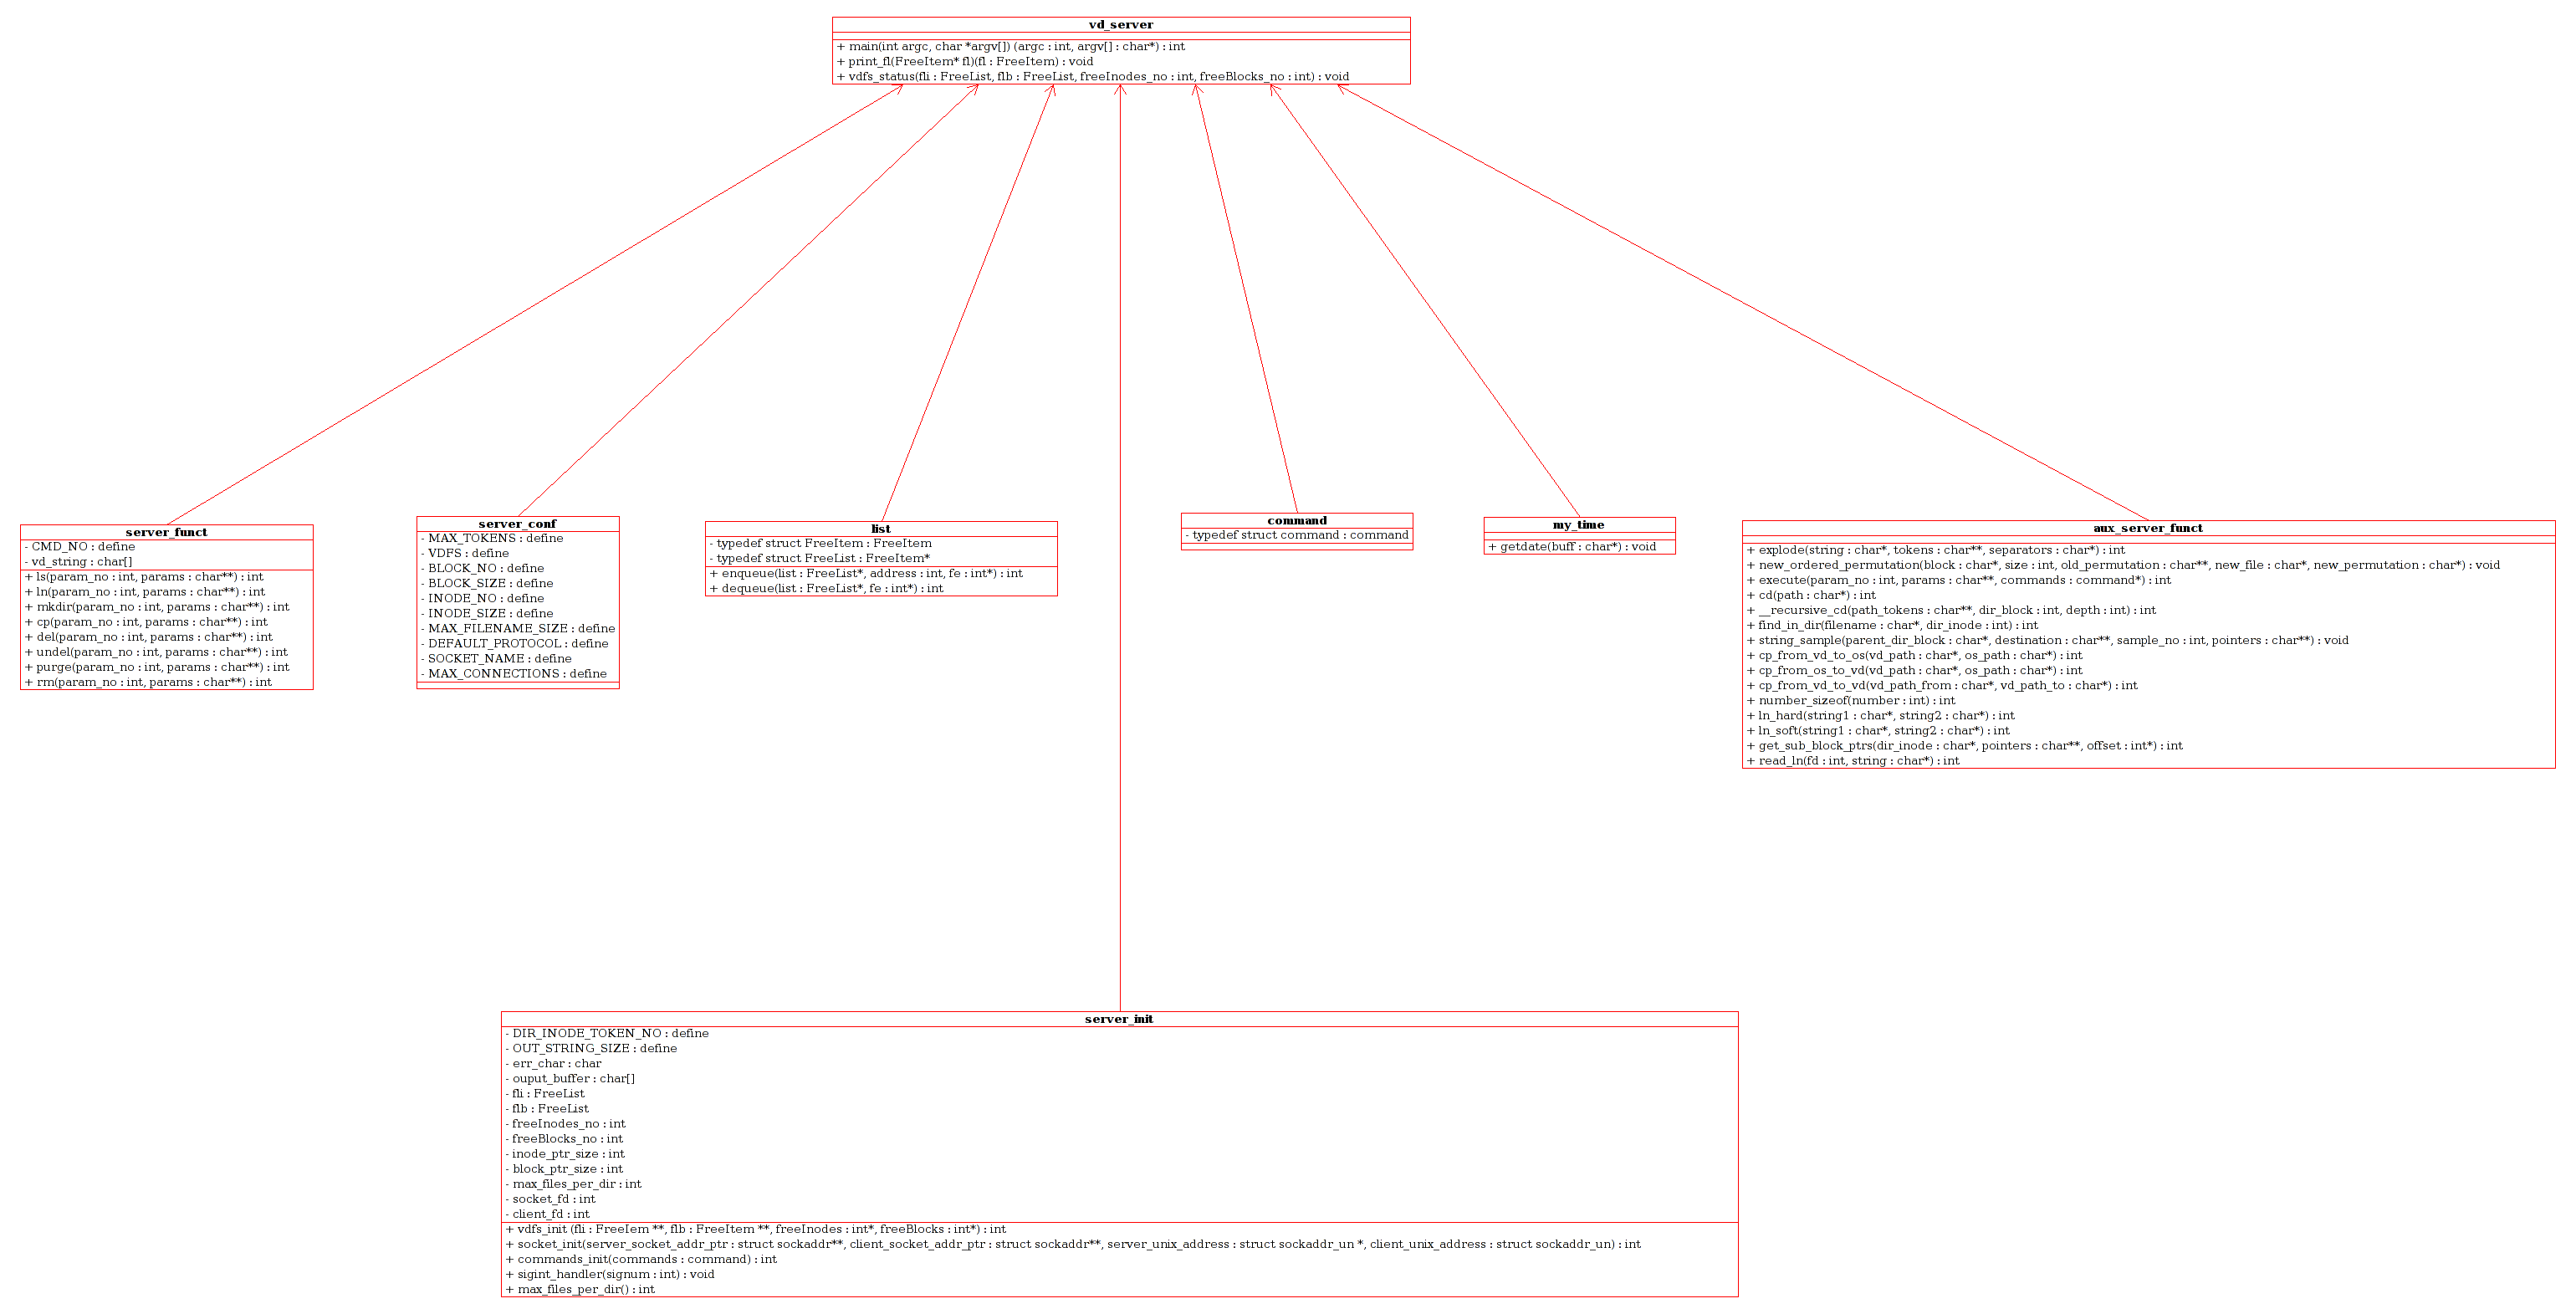 vd_server
+ main(int argc, char *argv[]) (argc : int, argv[] : char*) : int
+ print_fl(FreeItem* fl)(fl : FreeItem) : void
+ vdfs_status(fli : FreeList, flb : FreeList, freeInodes_no : int, freeBlocks_no : int) : void
server_funct
- CMD_NO : define
- vd_string : char[]
+ ls(param_no : int, params : char**) : int
+ ln(param_no : int, params : char**) : int
+ mkdir(param_no : int, params : char**) : int
+ cp(param_no : int, params : char**) : int
+ del(param_no : int, params : char**) : int
+ undel(param_no : int, params : char**) : int
+ purge(param_no : int, params : char**) : int
+ rm(param_no : int, params : char**) : int
server_conf
- MAX_TOKENS : define
- VDFS : define
- BLOCK_NO : define
- BLOCK_SIZE : define
- INODE_NO : define
- INODE_SIZE : define
- MAX_FILENAME_SIZE : define
- DEFAULT_PROTOCOL : define
- SOCKET_NAME : define
- MAX_CONNECTIONS : define
list
- typedef struct FreeItem : FreeItem
- typedef struct FreeList : FreeItem*
+ enqueue(list : FreeList*, address : int, fe : int*) : int
+ dequeue(list : FreeList*, fe : int*) : int
command
- typedef struct command : command
my_time
+ getdate(buff : char*) : void
aux_server_funct
+ explode(string : char*, tokens : char**, separators : char*) : int
+ new_ordered_permutation(block : char*, size : int, old_permutation : char**, new_file : char*, new_permutation : char*) : void
+ execute(param_no : int, params : char**, commands : command*) : int
+ cd(path : char*) : int
+ __recursive_cd(path_tokens : char**, dir_block : int, depth : int) : int
+ find_in_dir(filename : char*, dir_inode : int) : int
+ string_sample(parent_dir_block : char*, destination : char**, sample_no : int, pointers : char**) : void
+ cp_from_vd_to_os(vd_path : char*, os_path : char*) : int
+ cp_from_os_to_vd(vd_path : char*, os_path : char*) : int
+ cp_from_vd_to_vd(vd_path_from : char*, vd_path_to : char*) : int
+ number_sizeof(number : int) : int
+ ln_hard(string1 : char*, string2 : char*) : int
+ ln_soft(string1 : char*, string2 : char*) : int
+ get_sub_block_ptrs(dir_inode : char*, pointers : char**, offset : int*) : int
+ read_ln(fd : int, string : char*) : int
server_init
- DIR_INODE_TOKEN_NO : define
- OUT_STRING_SIZE : define
- err_char : char
- ouput_buffer : char[]
- fli : FreeList
- flb : FreeList
- freeInodes_no : int
- freeBlocks_no : int
- inode_ptr_size : int
- block_ptr_size : int
- max_files_per_dir : int
- socket_fd : int
- client_fd : int
+ vdfs_init (fli : FreeIem **, flb : FreeItem **, freeInodes : int*, freeBlocks : int*) : int
+ socket_init(server_socket_addr_ptr : struct sockaddr**, client_socket_addr_ptr : struct sockaddr**, server_unix_address : struct sockaddr_un *, client_unix_address : struct sockaddr_un) : int
+ commands_init(commands : command) : int
+ sigint_handler(signum : int) : void
+ max_files_per_dir() : int